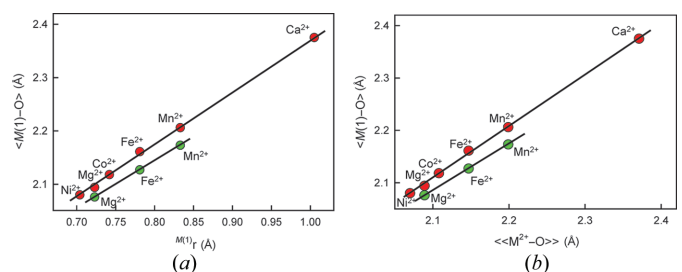 2.4
2.3
2.2
2.1
<M(1)–O> (Å)
Ca2+
Mn2+
Fe2+
Co2+
Mg2+
Ni2+
Mn2+
Fe2+
Mg2+
0.70 0.75 0.80 0.85 0.90 0.95 1.00
M(1)r (Å)
(a)
2.4
2.3
2.2
2.1
<M(1)–O> (Å)
Ca2+
Mn2+
Fe2+
Co2+
Mg2+
Ni2+
Mn2+
Fe2+
Mg2+
2.1 2.2 2.3 2.4
<<M2+–O>> (Å)
(b)